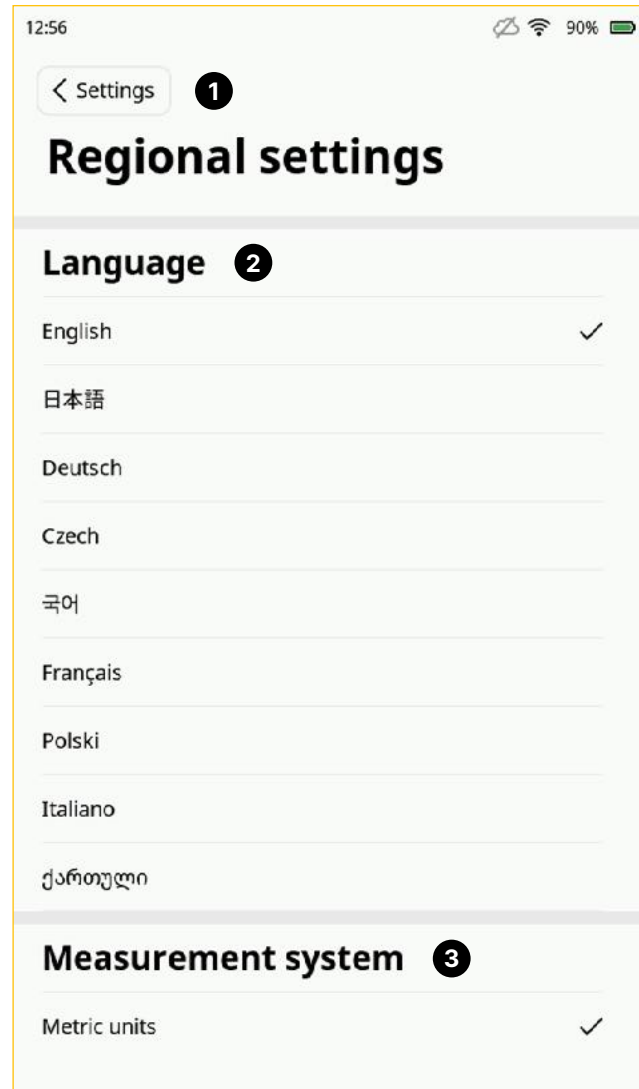 12:56 90%
Settings 1
Regional settings
Language 2
English
日本語
Deutsch
Czech
국어
Français
Polski
Italiano
ქართული
Measurement system 3
Metric units